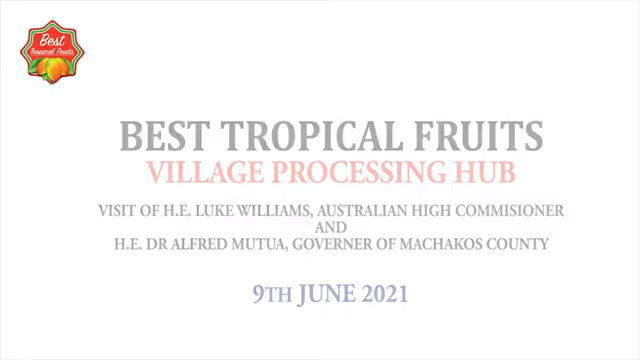 Best
Tropical Fruits
BEST TROPICAL FRUITS
VILLAGE PROCESSING HUB
VISIT OF H.E. LUKE WILLIAMS, AUSTRALIAN HIGH COMMISIONER
AND
H.E. DR ALFRED MUTUA, GOVERNER OF MACHAKOS COUNTY
9TH JUNE 2021